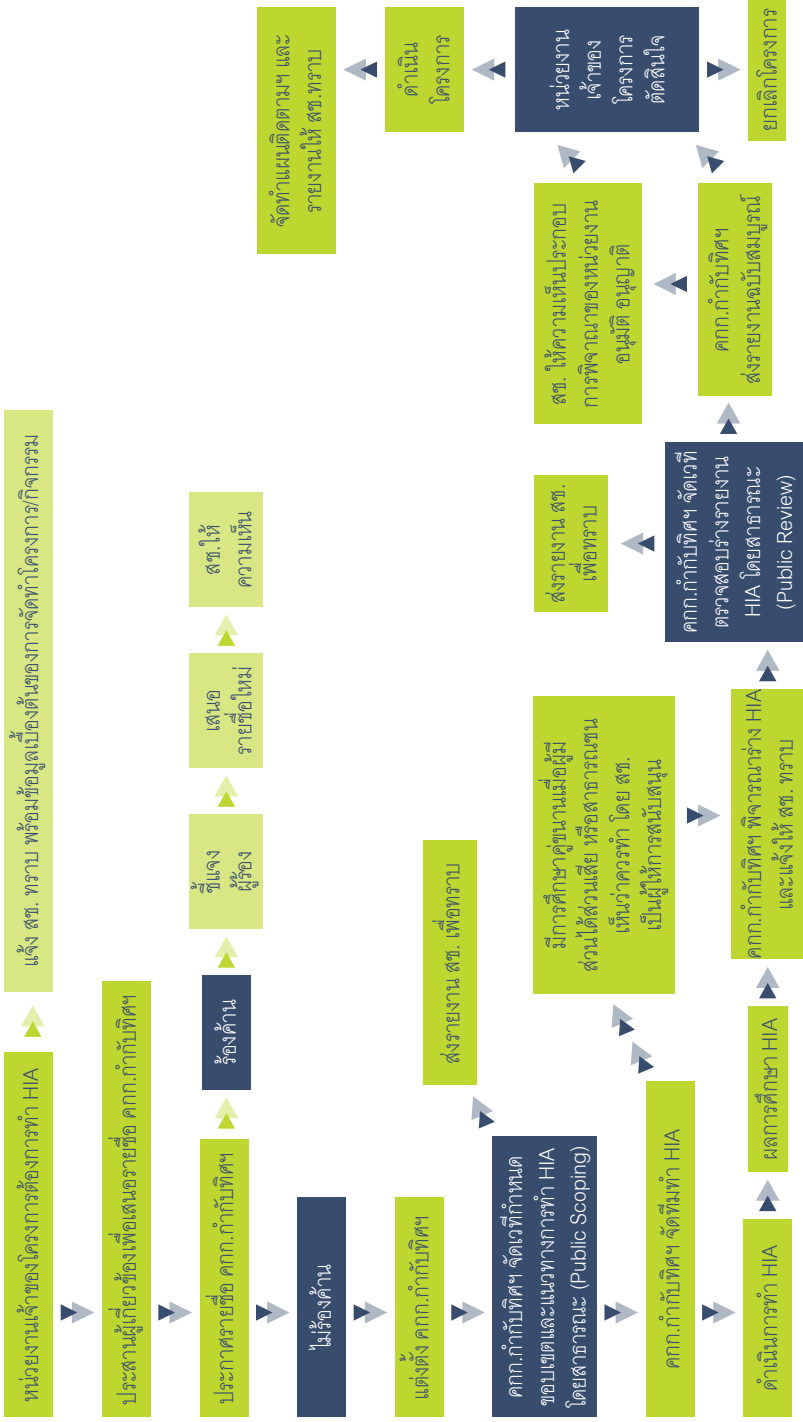 หน่วยงานเจ้าของโครงการต้องการทำ HIA
แจ้ง สช. ทราบ พร้อมข้อมูลเบื้องต้นของการจัดทำโครงการ/กิจกรรม
ประสานผู้เกี่ยวข้องเพื่อเสนอรายชื่อ คกก.กำกับทิศฯ
ประกาศรายชื่อ คกก.กำกับทิศฯ
ร้องค้าน
ชี้แจง
ผู้ร้อง
เสนอ
รายชื่อใหม่
สช.ให้
ความเห็น
ไม่ร้องค้าน
แต่งตั้ง คกก.กำกับทิศฯ
คกก.กำกับทิศฯ จัดเวทีกำหนด
ขอบเขตและแนวทางการทำ HIA
โดยสาธารณะ (Public Scoping)
ส่งรายงาน สช. เพื่อทราบ
คกก.กำกับทิศฯ จัดทีมทำ HIA
มีการศึกษาคู่ขนานเมื่อผู้มี
ส่วนได้ส่วนเสีย หรือสาธารณชน
เห็นว่าควรทำ โดย สช.
เป็นผู้ให้การสนับสนุน
ดำเนินการทำ HIA
ผลการศึกษา HIA
คกก.กำกับทิศฯ พิจารณาร่าง HIA
และแจ้งให้ สช. ทราบ
คกก.กำกับทิศฯ จัดเวที
ตรวจสอบร่างรายงาน
HIA โดยสาธารณะ
(Public Review)
ส่งรายงาน สช.
เพื่อทราบ
คกก.กำกับทิศฯ
ส่งรายงานฉบับสมบูรณ์
สช. ให้ความเห็นประกอบ
การพิจาณาของหน่วยงาน
อนุมัติ อนุญาติ
หน่วยงาน
เจ้าของ
โครงการ
ตัดสินใจ
ดำเนิน
โครงการ
จัดทำแผนติดตามฯ และ
รายงานให้ สช.ทราบ
ยกเลิกโครงการ